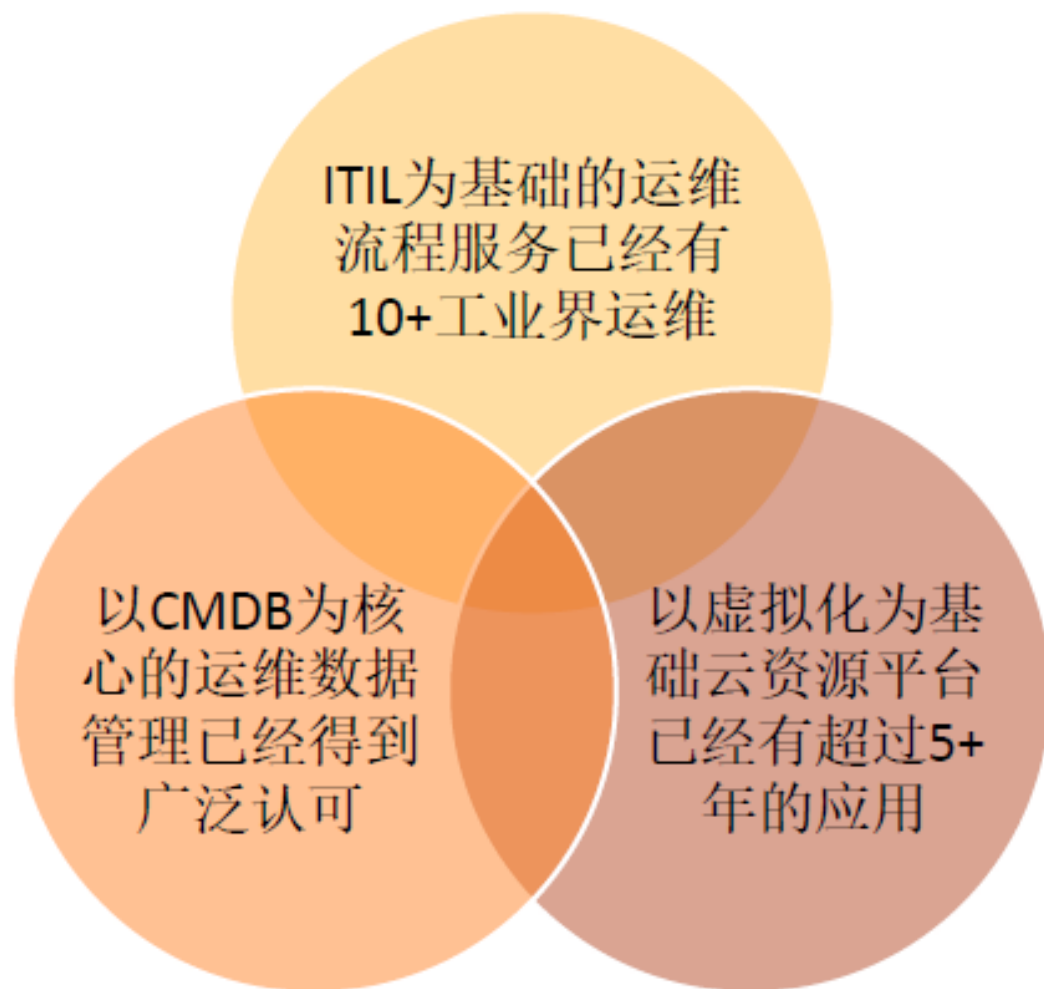 ITIL为基础的运维
流程服务已经有
10+工业界运维
以CMDB为核
心的运维数据
管理已经得到
广泛认可
以虚拟化为基
础云资源平台
已经有超过5+
年的应用